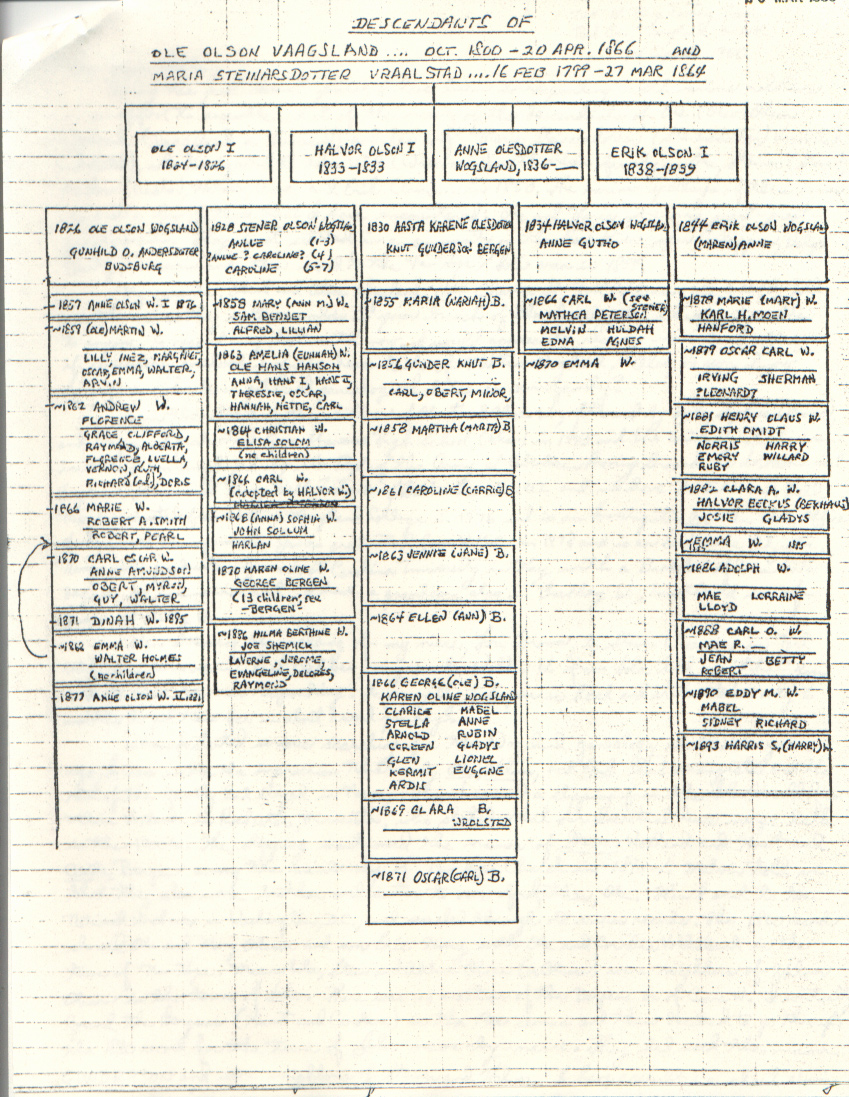 DESCENDANTS OF
OLE OLSON VAAGSLAND .... OCT. 1800 – 20 APR. 1866 AND
MARIA STEINARSDOTTER VRAALSTAD .... 16 FEB 1799 – 27 MAR 1864
OLE OLSON I
1824–1826
HALVOR OLSON I
1833–1833
ANNE OLESDOTTER
WOGSLAND, 1836–___
ERIK OLSON I
1838–1839
1826 OLE OLSON WOGSLAND
GUNHILD O. ANDERSDOTER
BUDSBURG
~1857 ANNE OLSON W. I 1876
~1859 (OLE) MARTIN W.
LILLY INEZ, MARGARET,
OSCAR, EMMA, WALTER,
ARVIN
~1862 ANDREW W.
FLORENCE
GRACE, CLIFFORD,
RAYMOND, ALBERTA,
FLORENCE, LUELLA,
VERNON, RUTH,
RICHARD (ad.), DORIS
1866 MARIE W.
ROBERT A. SMITH
ROBERT, PEARL
1870 CARL OSCAR W.
ANNE AMUNDSON
OBERT, MYRON,
GUY, WALTER
1871 DINAH W. 1895
~1862 EMMA W.
WALTER HOLMES
(no children)
1877 ANNE OLSON W. II 1881
1828 STENER OLSON WOGSLAND
ANLUE (1-3)
?ANLUE? CAROLINE? (4)
CAROLINE (5-7)
~1858 MARY (ANN M.) W.
SAM BENNET
ALFRED, LILLIAN
1863 AMELIA (EUNNAH) W.
OLE HANS HANSON
ANNA, HANS I, HANS II,
THERESSIE, OSCAR,
HANNAH, NETTIE, CARL
~1864 CHRISTIAN W.
ELISA SOLUM
(no children)
~1866 CARL W.
(adopted by HALVOR W.)
~1868 (ANNA) SOPHIA W.
JOHN SOLLUM
HARLAN
1870 KAREN OLINE W.
GEORGE BERGEN
(13 children, see
-BERGEN-
~1886 HILMA BERTHINE W.
JOE SHEMICK
LAVERNE, JEROME,
EVANGELINE, DELORES,
RAYMOND
1830 AASTA KARENE OLESDOTER
KNUT GUNDERSON BERGEN
~1855 MARIA (MARIAH) B.
~1856 GUNDER KNUT B.
CARL, OBERT, MINOR,
~1858 MARTHA (MARTA) B.
~1861 CAROLINE (CARRIE) B
~1863 JENNIE (JANE) B.
~1864 ELLEN (ANN) B.
1866 GEORGE (OLE) B.
KAREN OLINE WOGSLAND
CLARICE MABEL
STELLA ANNE
ARNOLD RUBIN
COREEN GLADYS
GLEN LIONEL
KERMIT EUGENE
ARDIS
~1869 CLARA B.
WROLSTED
~1871 OSCAR (CARL) B.
1834 HALVOR OLSON WOGSLAND
ANNE GUTHO
~1866 CARL W. (see STENER)
MATHEA PETERSON
MELVIN HULDAH
EDNA AGNES
~1870 EMMA W.
1844 ERIK OLSON WOGSLAND
(MAREN) ANNE
~1878 MARIE (MARY) W.
KARL H. MOEN
HANFORD
~1879 OSCAR CARL W.
IRVING SHERMAN
?LEONARD?
~1881 HENRY CLAUS W.
EDITH OMIDT
NORRIS HARRY
EMORY WILLARD
RUBY
~1882 CLARA A. W.
HALVOR BECKUS (BEKHAUS)
JOSIE GLADYS
~1885 EMMA W. 1885
~1886 ADOLPH W.
MAE LORRAINE
LLOYD
~1888 CARL O. W.
MAE R. __
JEAN BETTY
ROBERT
~1890 EDDY M. W.
MABEL
SIDNEY RICHARD
~1893 HARRIS S. (HARRY) W.